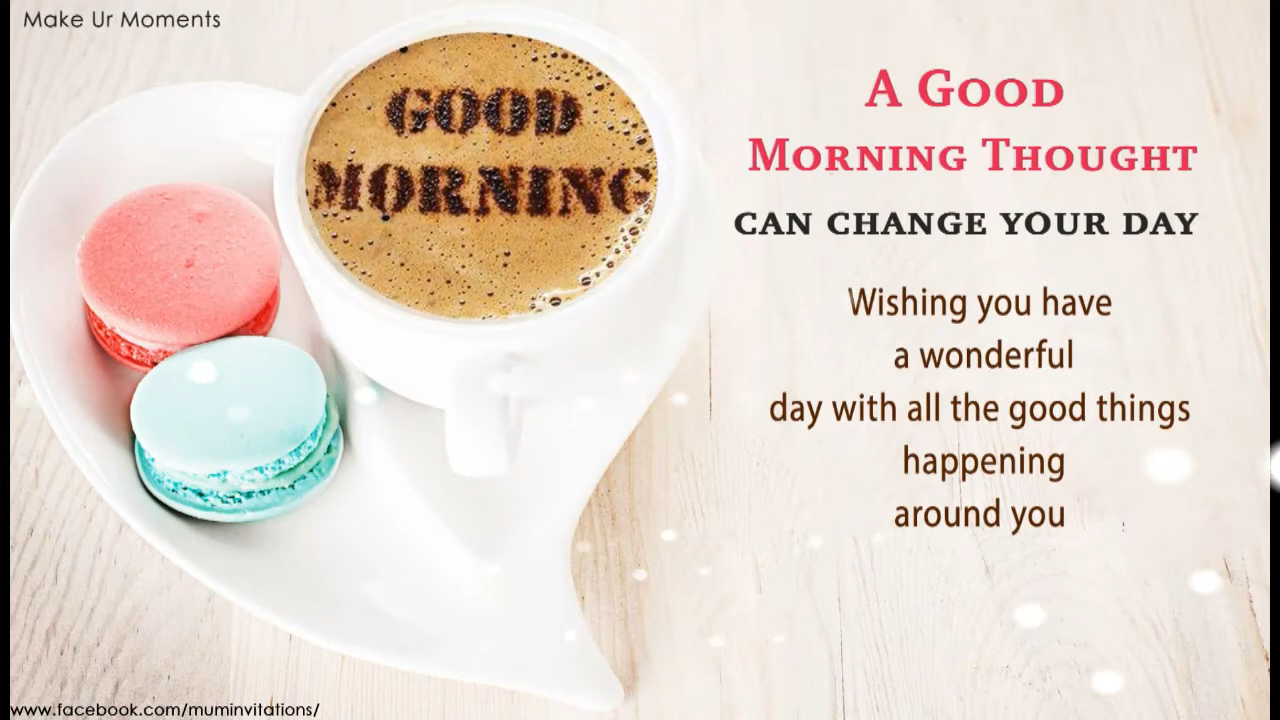 Make Ur Moments
GOOD
MORNING
A GOOD
MORNING THOUGHT
CAN CHANGE YOUR DAY
Wishing you have
a wonderful
day with all the good things
happening
around you
www.facebook.com/muminvitations/